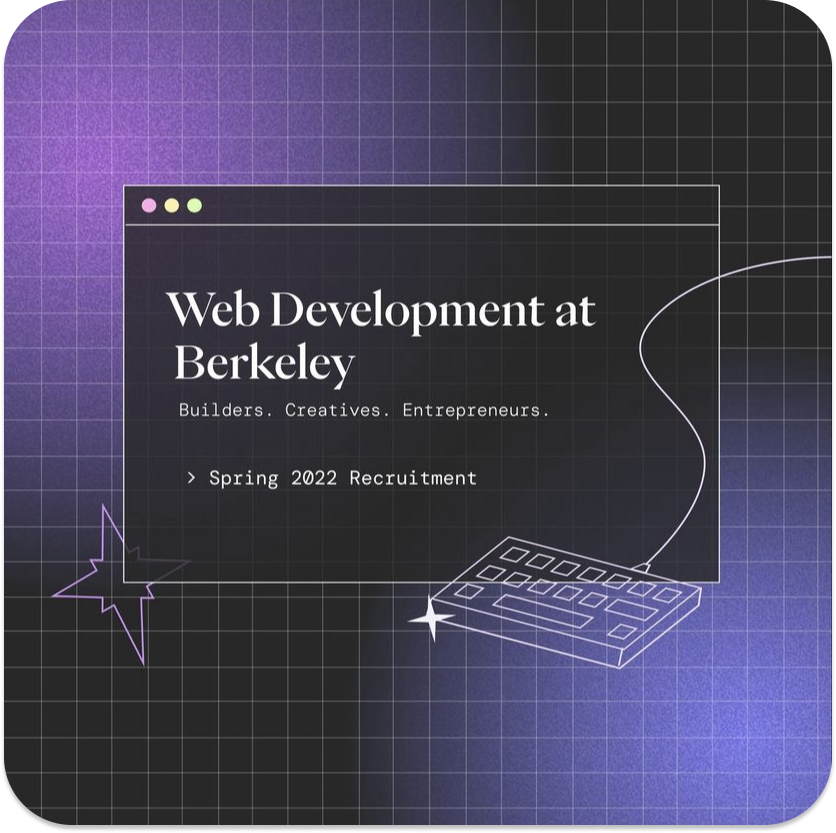 Web Development at
Berkeley
Builders. Creatives. Entrepreneurs.
> Spring 2022 Recruitment